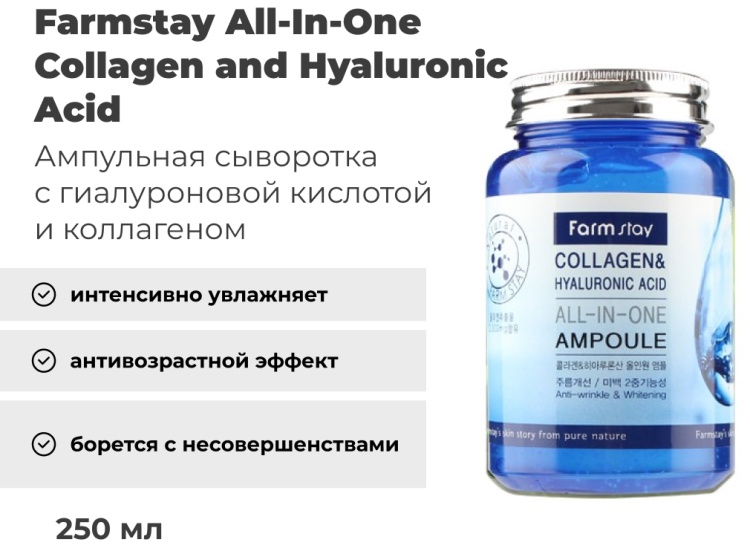 Farmstay All-In-One
Collagen and Hyaluronic
Acid
Ампульная сыворотка
с гиалуроновой кислотой
и коллагеном
интенсивно увлажняет
антивозрастной эффект
борется с несовершенствами
250 мл
Farm stay
COLLAGEN&
HYALURONIC ACID
ALL-IN-ONE
AMPOULE
콜라겐&히아루론산 올인원 앰플
주름개선 / 미백 2중기능성
Anti-wrinkle & Whitening
skin story from pure nature